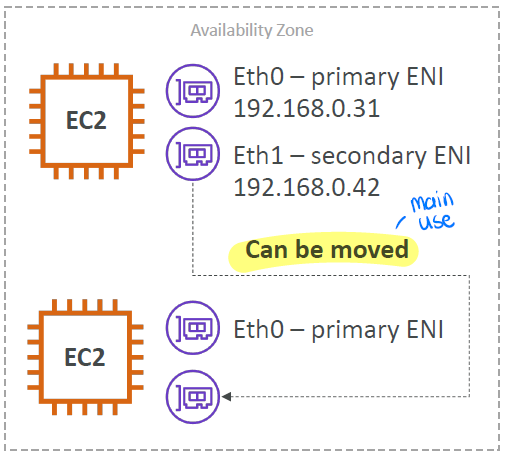 Availability Zone
EC2
Eth0 – primary ENI
192.168.0.31
Eth1 – secondary ENI
192.168.0.42
main
use
Can be moved
EC2
Eth0 – primary ENI